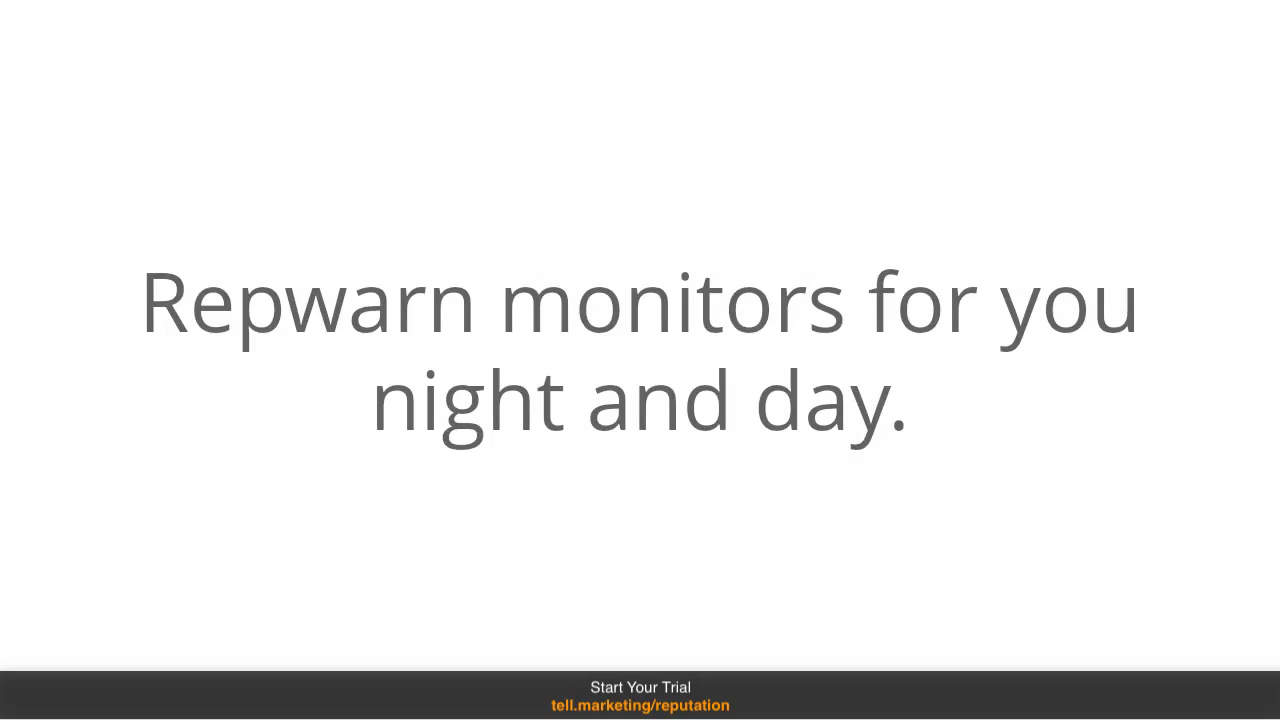 Repwarn monitors for you
night and day.
Start Your Trial
tell.marketing/reputation